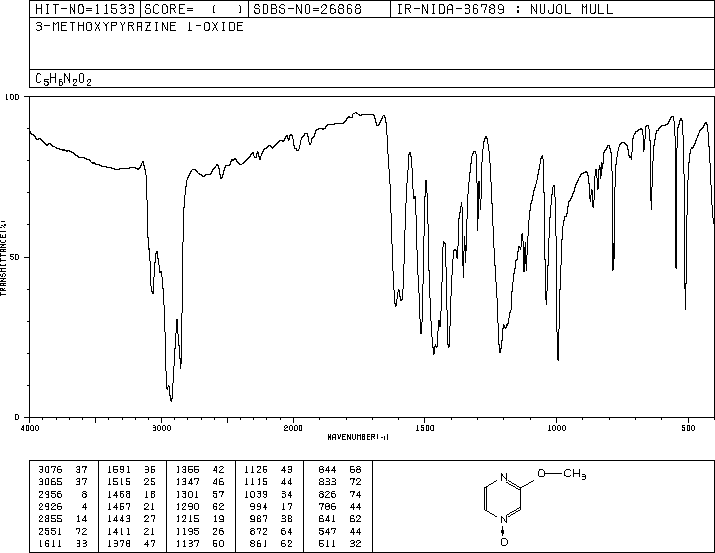 HIT-NO=11533 SCORE= ( ) SDBS-NO=26868 IR-NIDA-36789 : NUJOL MULL
3-METHOXYPYRAZINE 1-OXIDE
C5H6N2O2
100
50
0
TRANSMITTANCE(%)
4000 3000 2000 1500 1000 500
WAVENUMBER(-1)
3076 37 1591 35 1355 42 1125 43 844 68
3065 37 1515 25 1347 46 1115 44 833 72
2956 8 1468 18 1301 57 1039 34 826 74
2926 4 1457 21 1290 62 994 17 786 44
2855 14 1443 27 1215 19 987 38 641 62
2551 72 1411 21 1195 26 872 64 547 44
1611 33 1378 47 1137 50 861 62 511 32
N
O—CH3
N
O